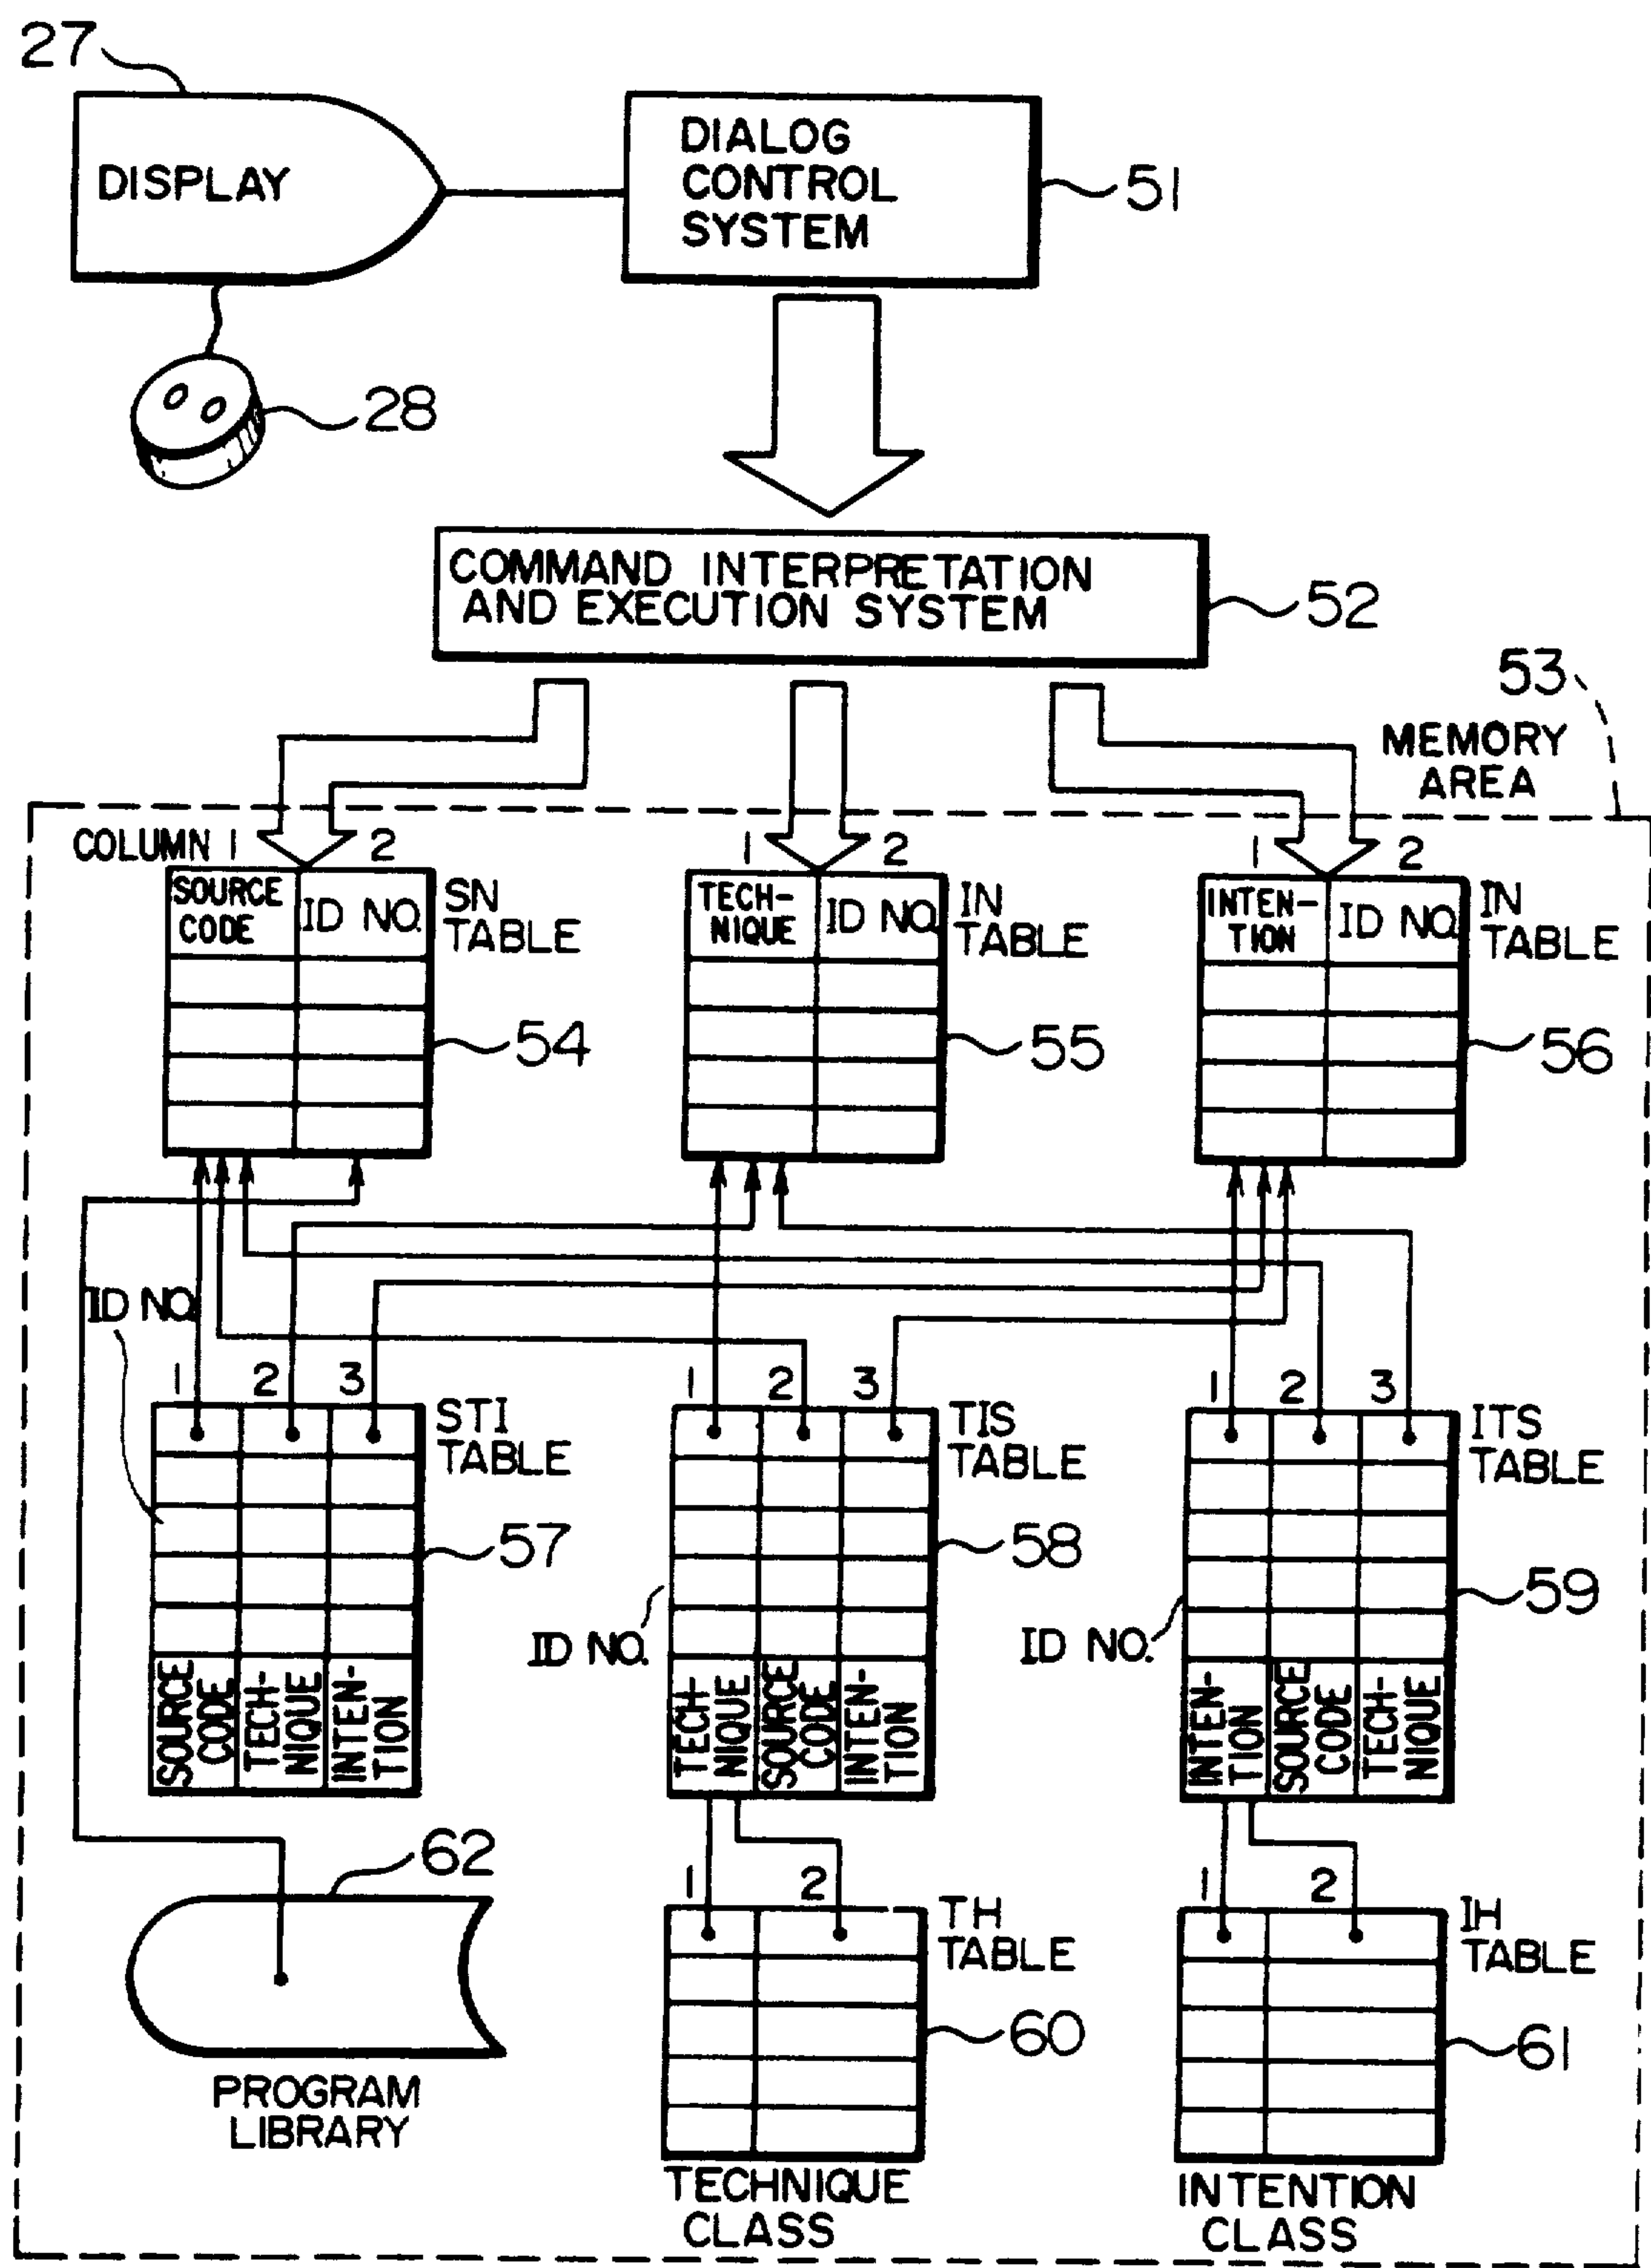 27
DISPLAY
DIALOG
CONTROL
SYSTEM
51
28
COMMAND INTERPRETATION
AND EXECUTION SYSTEM
52
53
MEMORY
AREA
COLUMN 1
2
SOURCE
CODE
ID NO.
SN
TABLE
54
1
2
TECH-
NIQUE
ID NO.
IN
TABLE
55
1
2
INTEN-
TION
ID NO.
IN
TABLE
56
ID NO.
1
2
3
STI
TABLE
57
SOURCE
CODE
TECH-
NIQUE
INTEN-
TION
1
2
3
TIS
TABLE
58
ID NO.
TECH-
NIQUE
SOURCE
CODE
INTEN-
TION
1
2
3
ITS
TABLE
59
ID NO.
INTEN-
TION
SOURCE
CODE
TECH-
NIQUE
62
PROGRAM
LIBRARY
1
2
TH
TABLE
60
TECHNIQUE
CLASS
1
2
IH
TABLE
61
INTENTION
CLASS